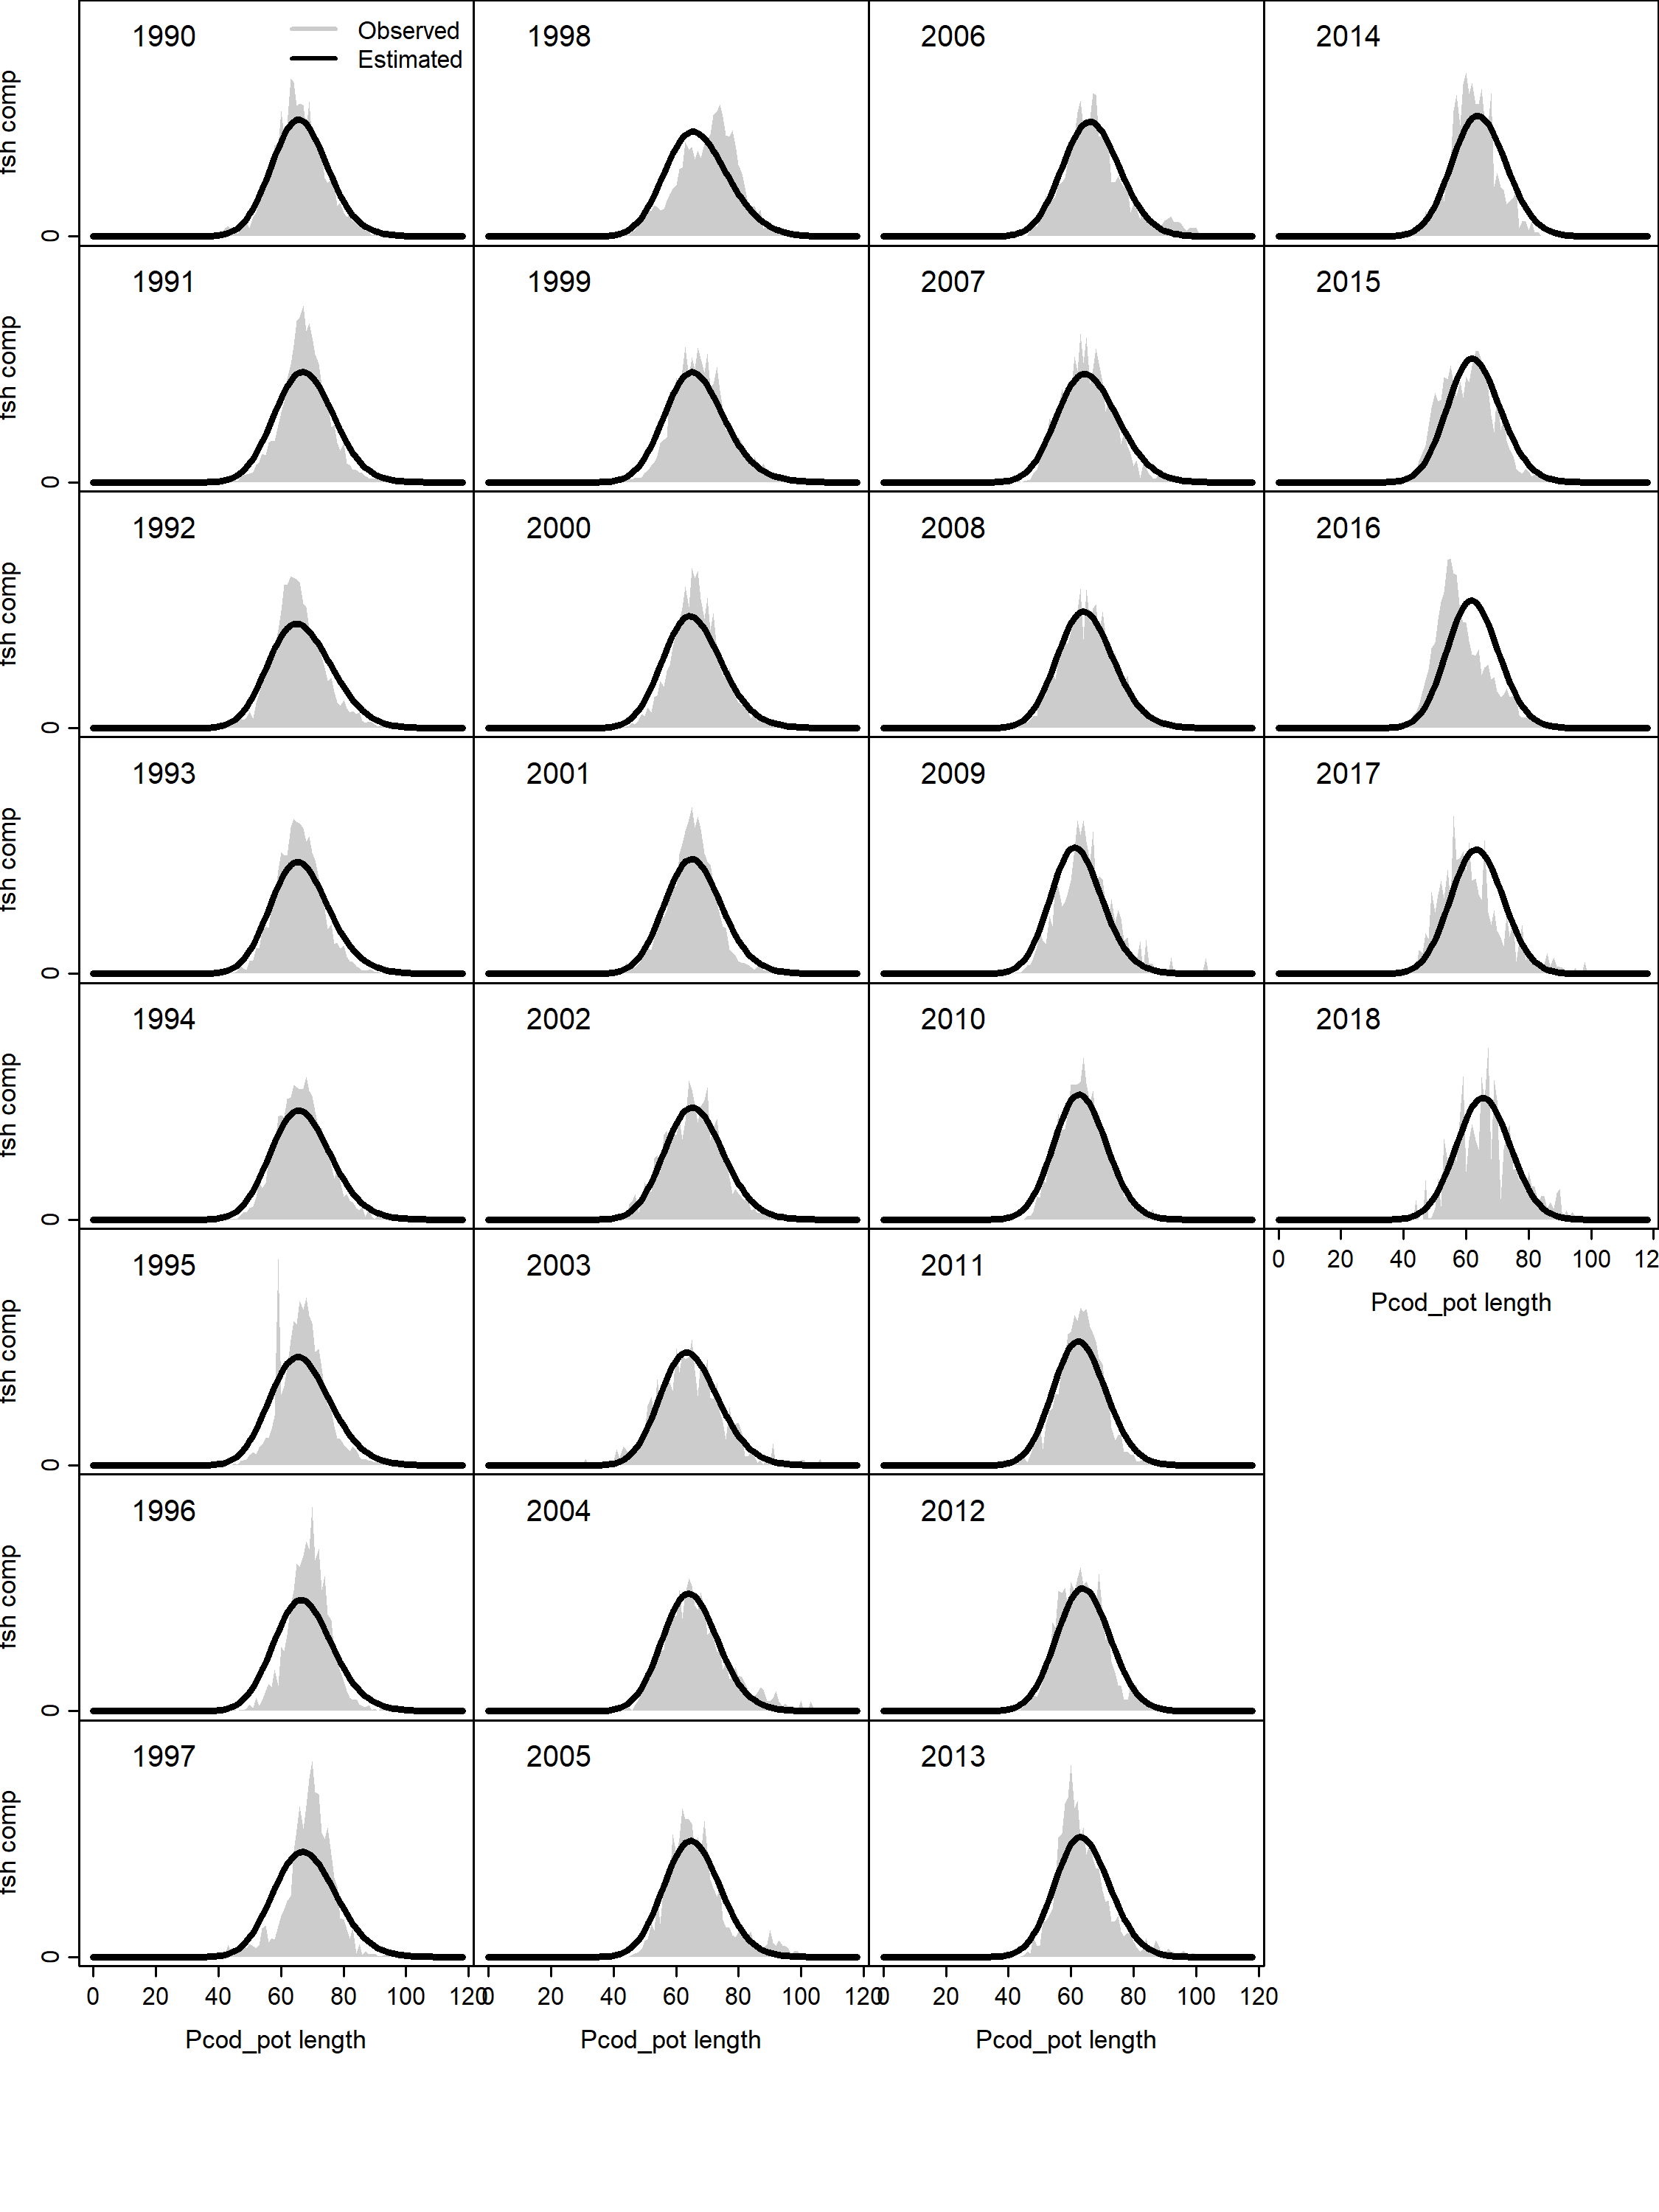 1990 Observed 1998 2006 2014
Estimated
fsh comp
0
1991 1999 2007 2015
fsh comp
0
1992 2000 2008 2016
fsh comp
0
1993 2001 2009 2017
fsh comp
0
1994 2002 2010 2018
fsh comp
0
0 20 40 60 80 100 12
Pcod_pot length
1995 2003 2011
fsh comp
0
1996 2004 2012
fsh comp
0
1997 2005 2013
fsh comp
0
0 20 40 60 80 100 120 0 20 40 60 80 100 120 0 20 40 60 80 100 120
Pcod_pot length Pcod_pot length Pcod_pot length